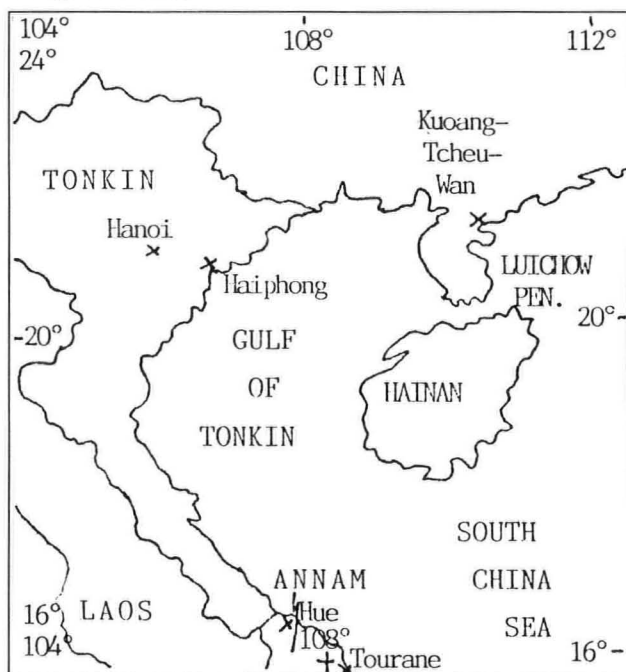 104°
24°
108°
112°
CHINA
Kuoang-
Tcheu-
Wan
TONKIN
Hanoi
Haiphong
LUICHOW
PEN.
-20°
20°
GULF
OF
TONKIN
HAINAN
SOUTH
CHINA
SEA
ANNAM
LAOS
16°
104°
Hue
108°
Tourane
16°